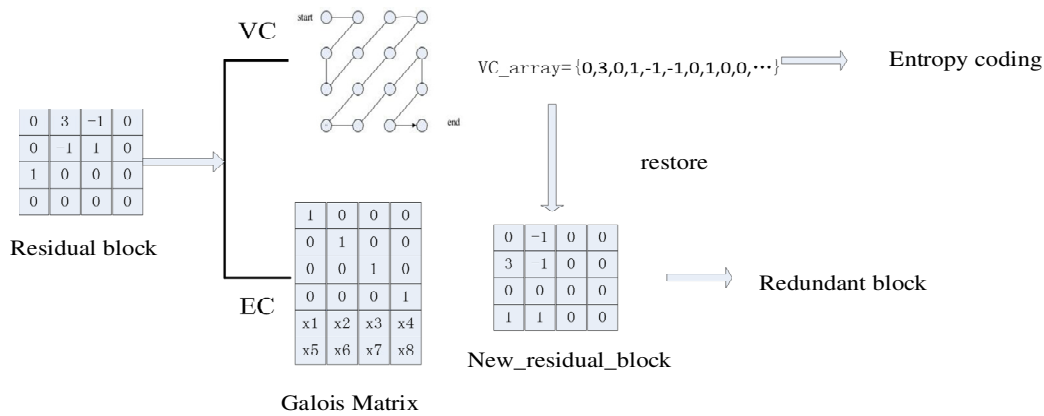 VC
start
end
VC_array={0,3,0,1,-1,-1,0,1,0,0,…}
Entropy coding
0 3 -1 0
0 -1 1 0
1 0 0 0
0 0 0 0
Residual block
restore
EC
1 0 0 0
0 1 0 0
0 0 1 0
0 0 0 1
x1 x2 x3 x4
x5 x6 x7 x8
Galois Matrix
0 -1 0 0
3 -1 0 0
0 0 0 0
1 1 0 0
New_residual_block
Redundant block